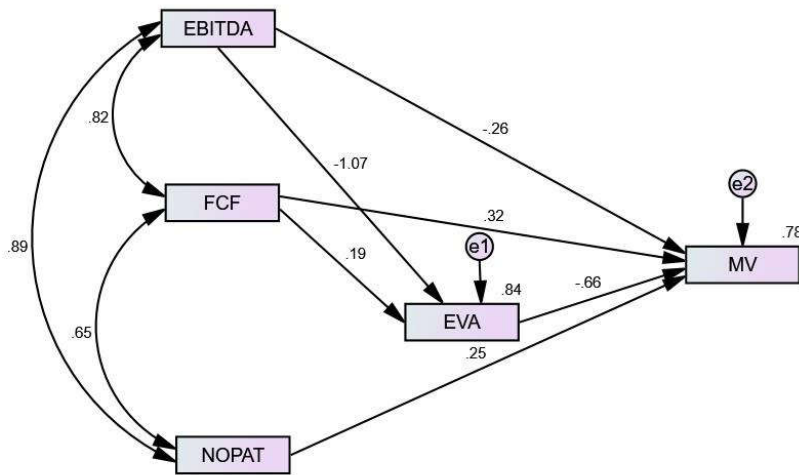 EBITDA
.82
-.26
-1.07
FCF
e2
.32
.78
.89
.19
e1
MV
.84
-.66
EVA
.65
.25
NOPAT